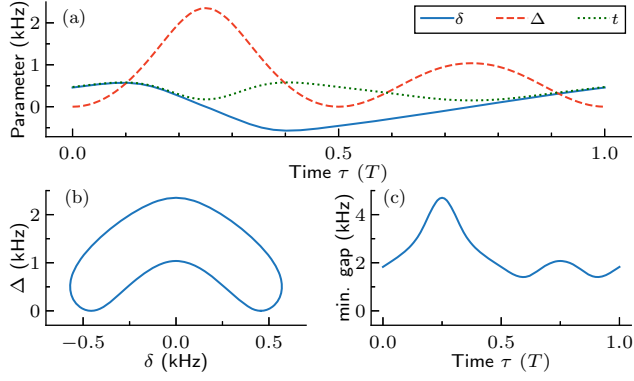 (a)
δ Δ t
Parameter (kHz)
2
1
0
0.0 0.5 1.0
Time τ (T)
(b)
Δ (kHz)
2
1
0
−0.5 0.0 0.5
δ (kHz)
(c)
min. gap (kHz)
4
2
0
0.0 0.5 1.0
Time τ (T)